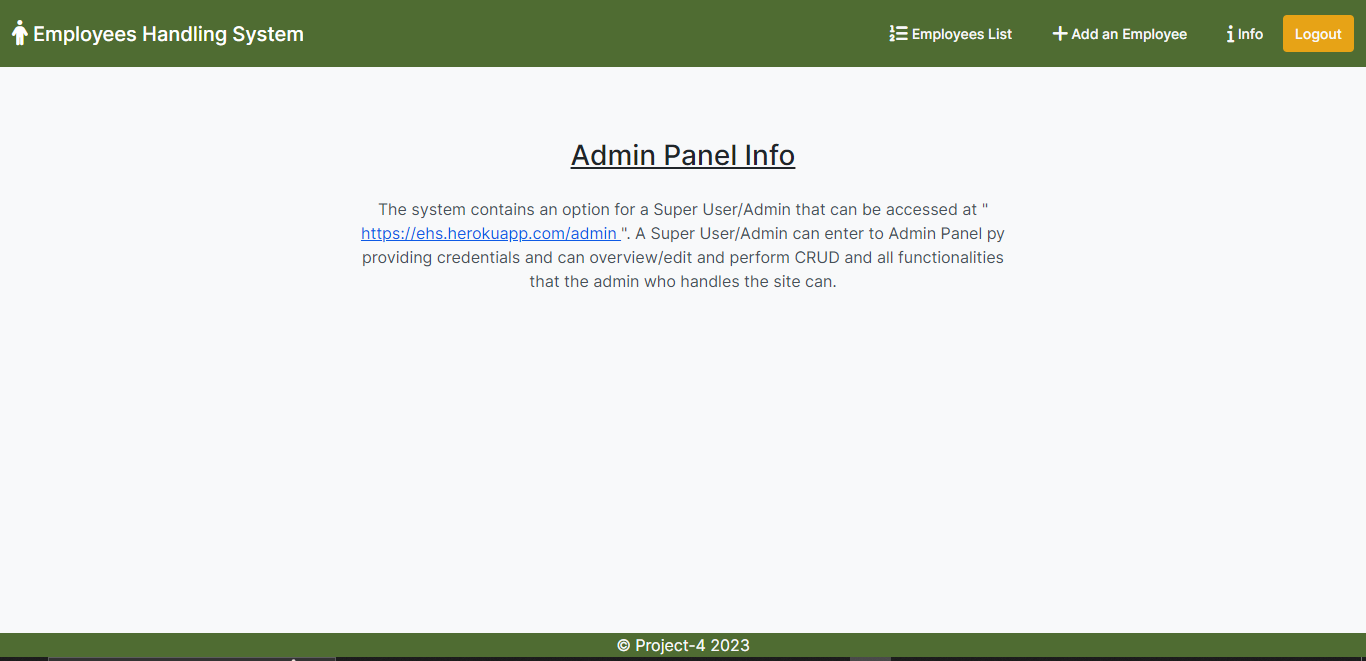 Employees Handling System
Employees List
Add an Employee
Info
Logout
Admin Panel Info
The system contains an option for a Super User/Admin that can be accessed at "
https://ehs.herokuapp.com/admin ". A Super User/Admin can enter to Admin Panel py
providing credentials and can overview/edit and perform CRUD and all functionalities
that the admin who handles the site can.
© Project-4 2023